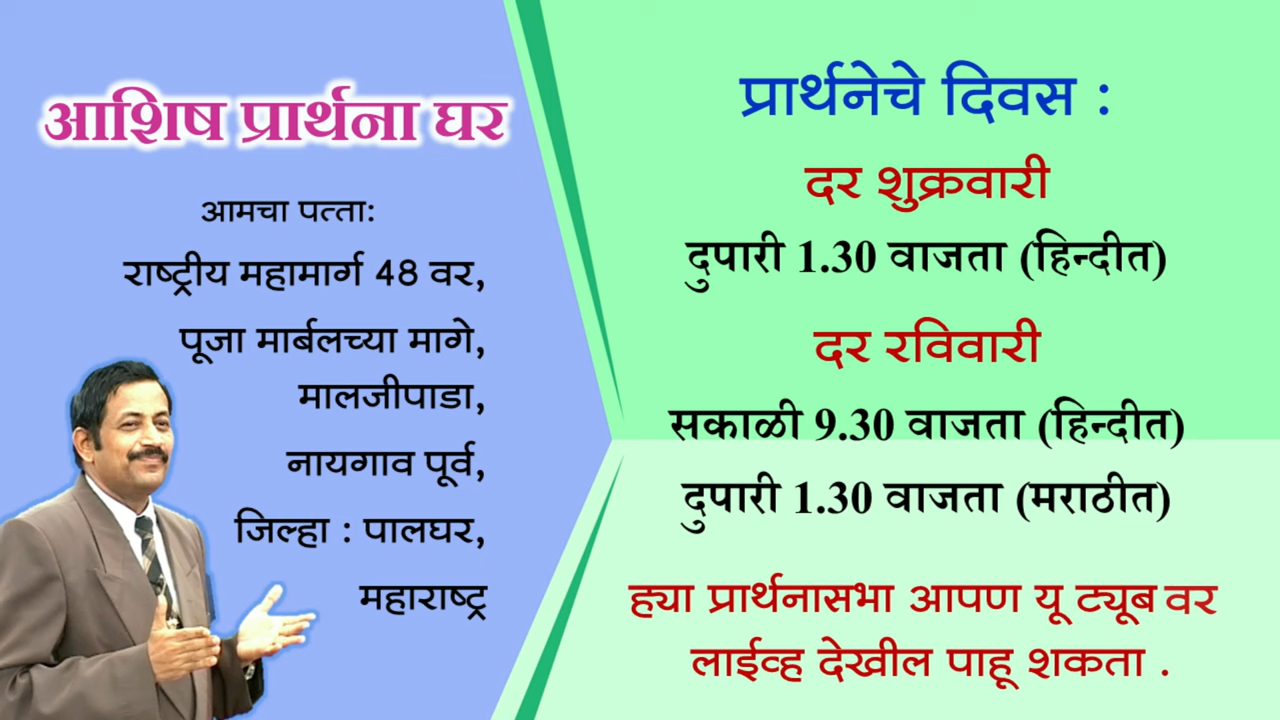 आशिष प्रार्थना घर
आमचा पत्ता:
राष्ट्रीय महामार्ग 48 वर,
पूजा मार्बलच्या मागे,
मालजीपाडा,
नायगाव पूर्व,
जिल्हा : पालघर,
महाराष्ट्र
प्रार्थनेचे दिवस :
दर शुक्रवारी
दुपारी 1.30 वाजता (हिन्दीत)
दर रविवारी
सकाळी 9.30 वाजता (हिन्दीत)
दुपारी 1.30 वाजता (मराठीत)
ह्या प्रार्थनासभा आपण यू ट्यूब वर
लाईव्ह देखील पाहू शकता .